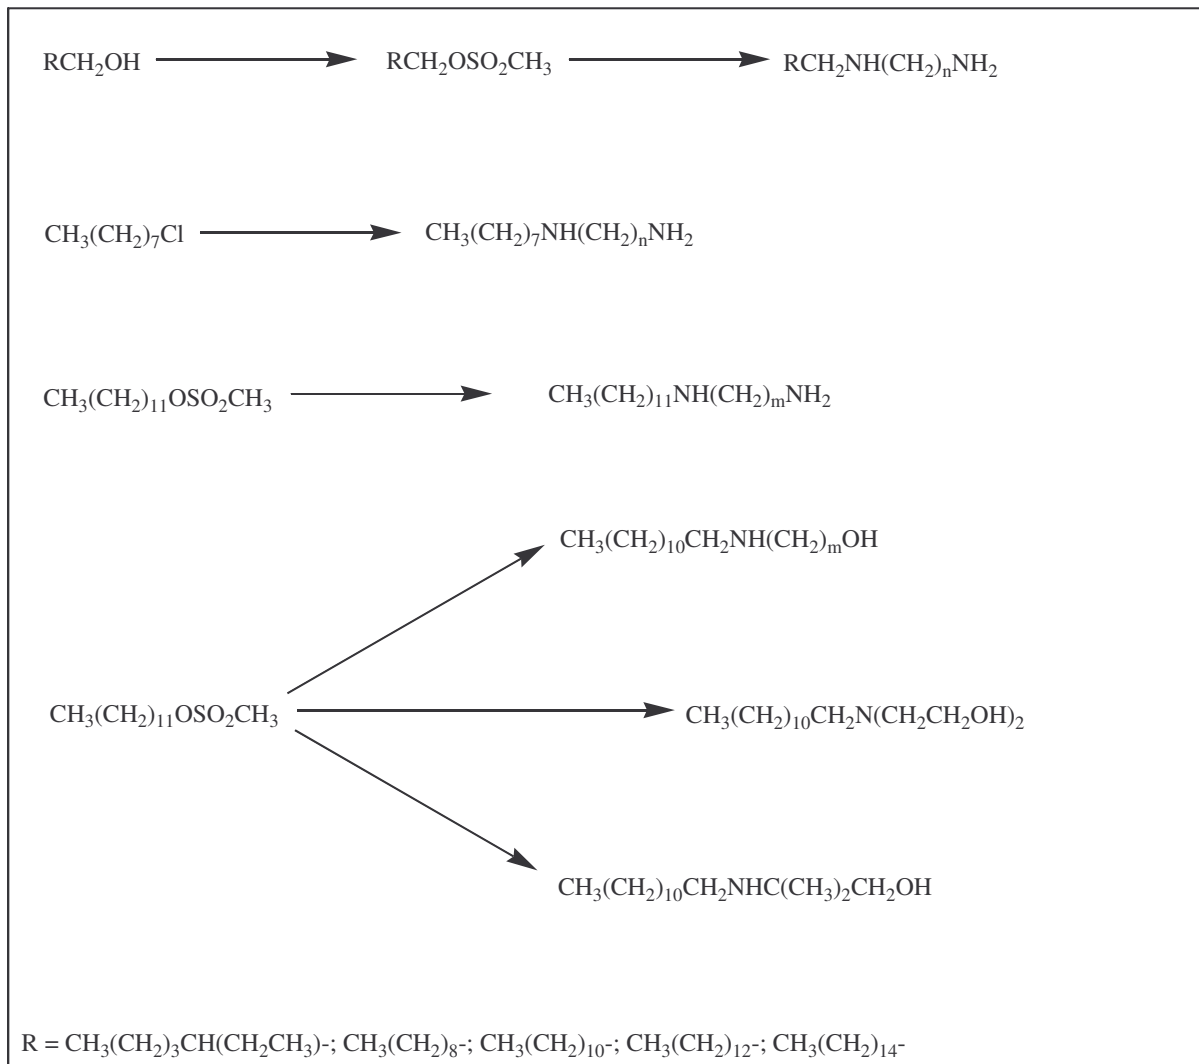 RCH₂OH RCH₂OSO₂CH₃ RCH₂NH(CH₂)ₙNH₂
CH₃(CH₂)₇Cl CH₃(CH₂)₇NH(CH₂)ₙNH₂
CH₃(CH₂)₁₁OSO₂CH₃ CH₃(CH₂)₁₁NH(CH₂)ₘNH₂
CH₃(CH₂)₁₀CH₂NH(CH₂)ₘOH
CH₃(CH₂)₁₁OSO₂CH₃ CH₃(CH₂)₁₀CH₂N(CH₂CH₂OH)₂
CH₃(CH₂)₁₀CH₂NHC(CH₃)₂CH₂OH
R = CH₃(CH₂)₃CH(CH₂CH₃)-; CH₃(CH₂)₈-; CH₃(CH₂)₁₀-; CH₃(CH₂)₁₂-; CH₃(CH₂)₁₄-